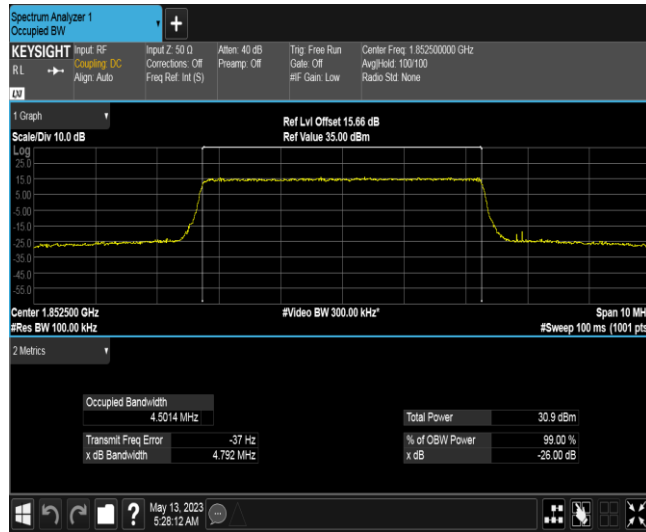 Spectrum Analyzer 1
Occupied BW
+
KEYSIGHT
RL
LXI
Input: RF
Coupling: DC
Align: Auto
Input Z: 50 Ω
Corrections: Off
Freq Ref: Int (S)
Atten: 40 dB
Preamp: Off
Trig: Free Run
Gate: Off
#IF Gain: Low
Center Freq: 1.852500000 GHz
Avg|Hold: 100/100
Radio Std: None
1 Graph
Scale/Div 10.0 dB
Ref Lvl Offset 15.66 dB
Ref Value 35.00 dBm
Log
25.0
15.0
5.00
-5.00
-15.0
-25.0
-35.0
-45.0
-55.0
Center 1.852500 GHz
#Res BW 100.00 kHz
#Video BW 300.00 kHz*
Span 10 MH
#Sweep 100 ms (1001 pts
2 Metrics
Occupied Bandwidth
4.5014 MHz
Transmit Freq Error -37 Hz
x dB Bandwidth 4.792 MHz
Total Power 30.9 dBm
% of OBW Power 99.00 %
x dB -26.00 dB
?
May 13, 2023
5:28:12 AM